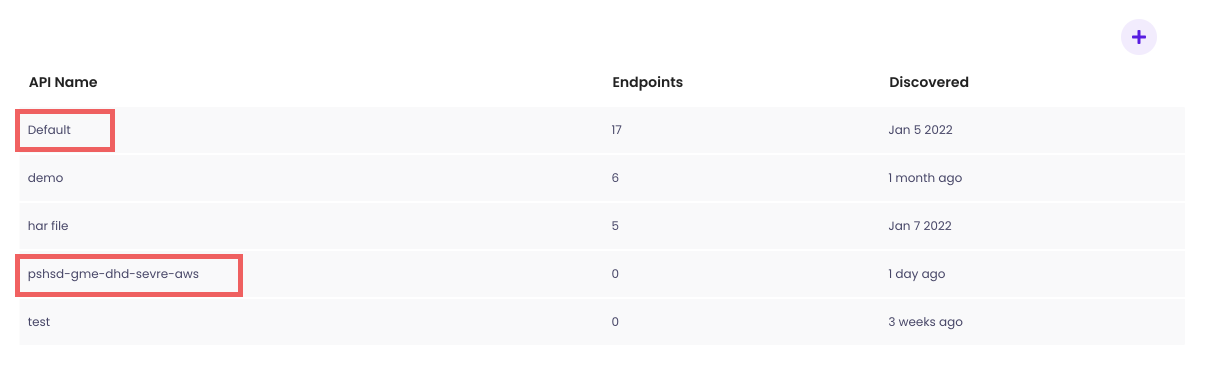 API Name Endpoints Discovered
Default 17 Jan 5 2022
demo 6 1 month ago
har file 5 Jan 7 2022
pshsd-gme-dhd-sevre-aws 0 1 day ago
test 0 3 weeks ago